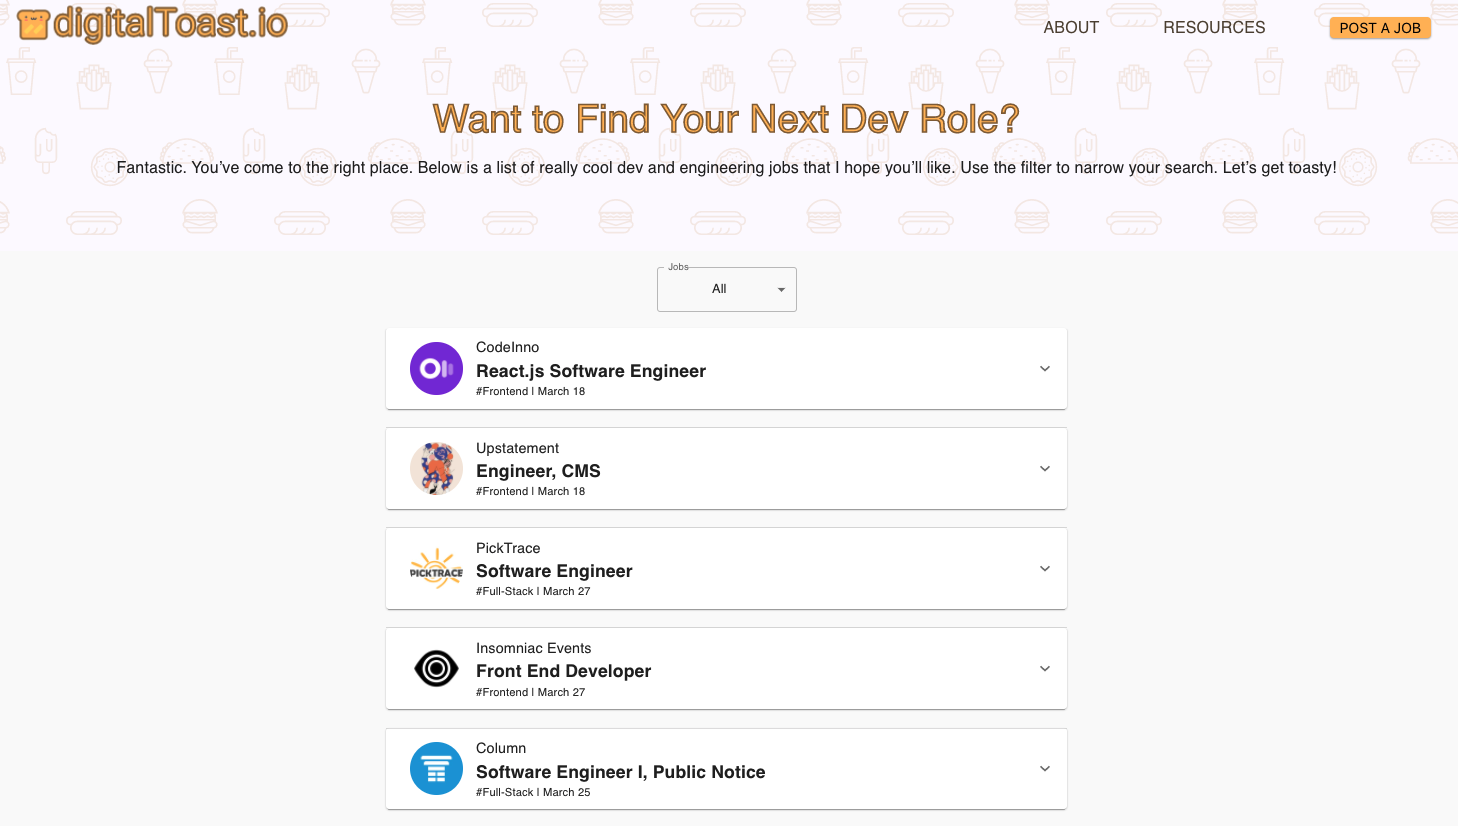 digitalToast.io
ABOUT
RESOURCES
POST A JOB
Want to Find Your Next Dev Role?
Fantastic. You've come to the right place. Below is a list of really cool dev and engineering jobs that I hope you'll like. Use the filter to narrow your search. Let's get toasty!
Jobs
All
CodeInno
React.js Software Engineer
#Frontend | March 18
Upstatement
Engineer, CMS
#Frontend | March 18
PICKTRACE
PickTrace
Software Engineer
#Full-Stack | March 27
Insomniac Events
Front End Developer
#Frontend | March 27
Column
Software Engineer I, Public Notice
#Full-Stack | March 25